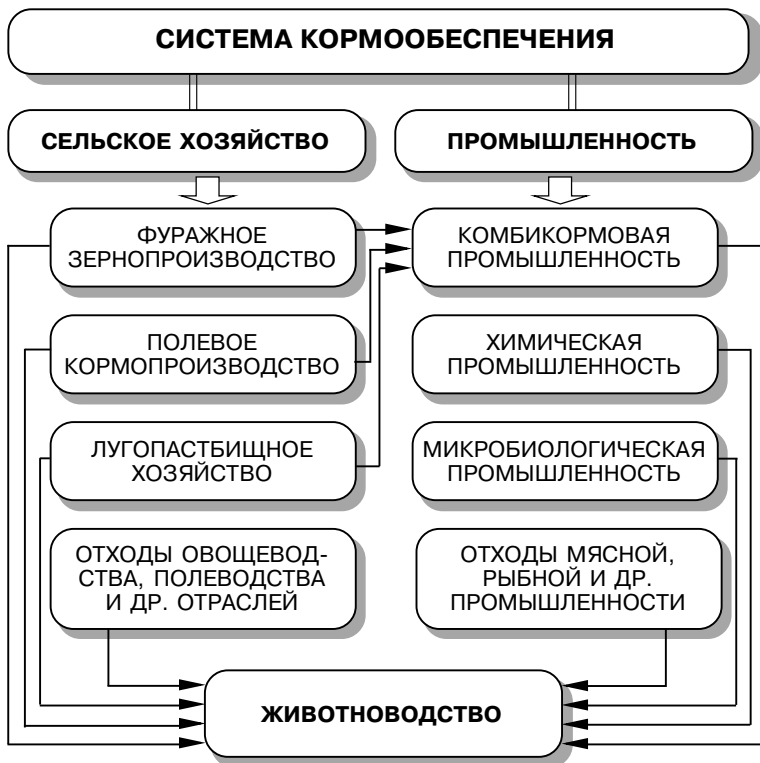 СИСТЕМА КОРМООБЕСПЕЧЕНИЯ
СЕЛЬСКОЕ ХОЗЯЙСТВО
ПРОМЫШЛЕННОСТЬ
ФУРАЖНОЕ
ЗЕРНОПРОИЗВОДСТВО
КОМБИКОРМОВАЯ
ПРОМЫШЛЕННОСТЬ
ПОЛЕВОЕ
КОРМОПРОИЗВОДСТВО
ХИМИЧЕСКАЯ
ПРОМЫШЛЕННОСТЬ
ЛУГОПАСТБИЩНОЕ
ХОЗЯЙСТВО
МИКРОБИОЛОГИЧЕСКАЯ
ПРОМЫШЛЕННОСТЬ
ОТХОДЫ ОВОЩЕВОД-
СТВА, ПОЛЕВОДСТВА
И ДР. ОТРАСЛЕЙ
ОТХОДЫ МЯСНОЙ,
РЫБНОЙ И ДР.
ПРОМЫШЛЕННОСТИ
ЖИВОТНОВОДСТВО